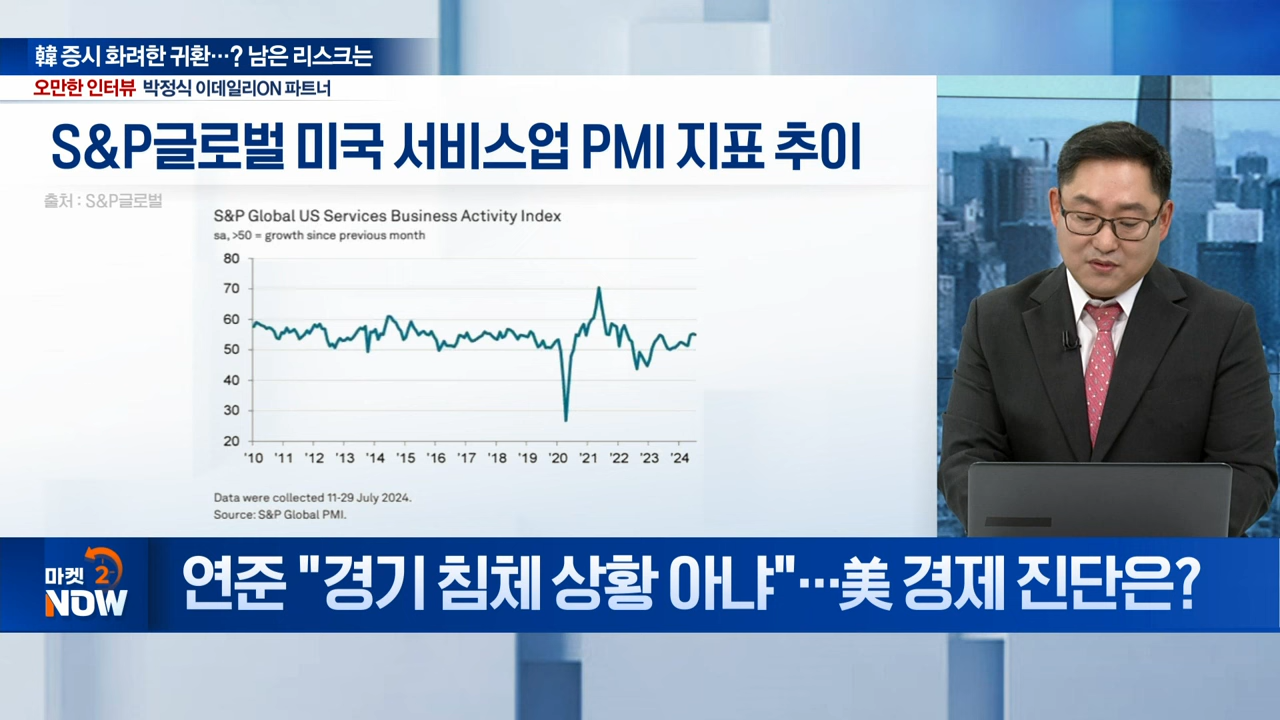 韓 증시 화려한 귀환…? 남은 리스크는
오만한 인터뷰 박정식 이데일리ON 파트너
S&P글로벌 미국 서비스업 PMI 지표 추이
출처 : S&P글로벌
S&P Global US Services Business Activity Index
sa, >50 = growth since previous month
80
70
60
50
40
30
20
'10 '11 '12 '13 '14 '15 '16 '17 '18 '19 '20 '21 '22 '23 '24
Data were collected 11-29 July 2024.
Source: S&P Global PMI.
마켓 2
NOW
연준 "경기 침체 상황 아냐"…美 경제 진단은?